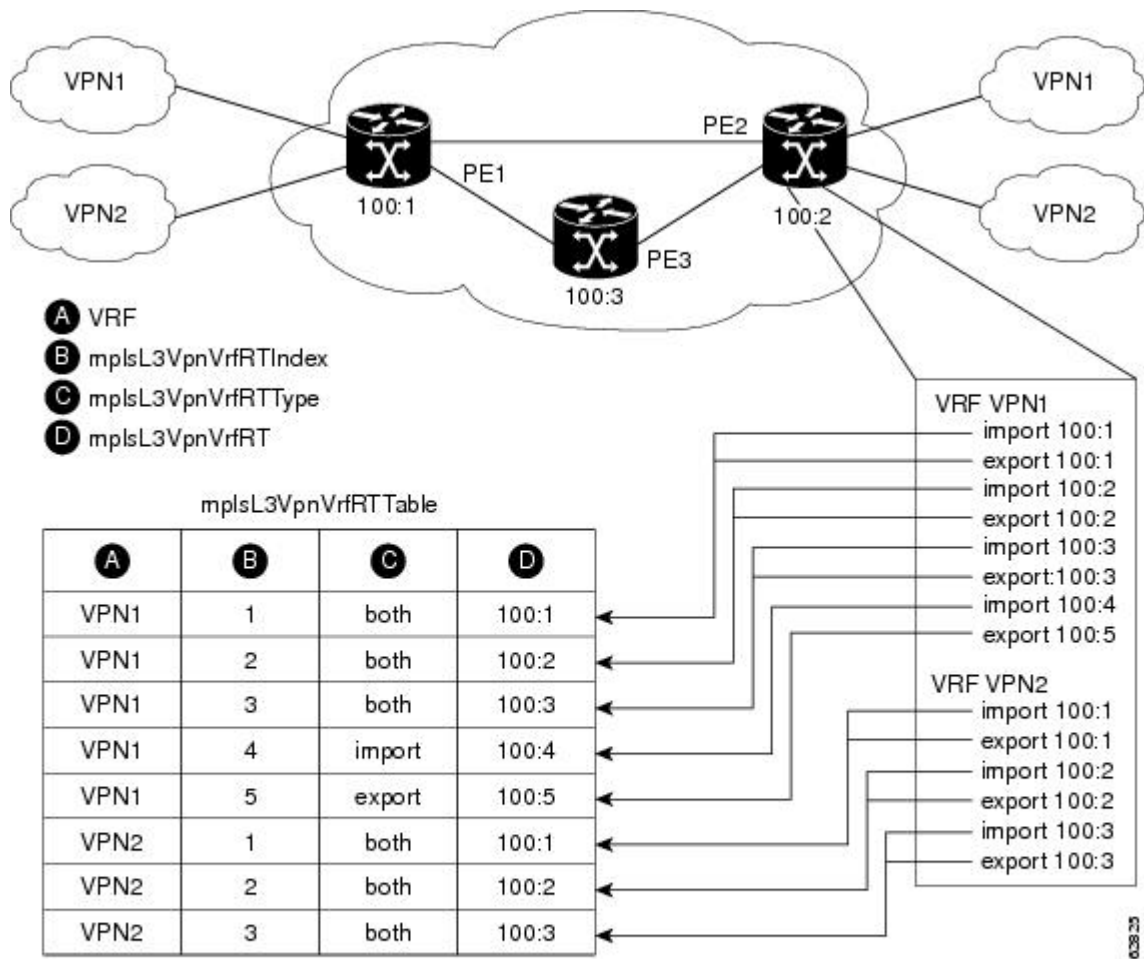 VPN1
VPN1
PE2
PE1
VPN2
100:1
100:2
VPN2
PE3
100:3
A VRF
B mplsL3VpnVrfRTIndex
C mplsL3VpnVrfRTType
D mplsL3VpnVrfRT
VRF VPN1
import 100:1
export 100:1
import 100:2
export 100:2
import 100:3
export:100:3
import 100:4
export 100:5
VRF VPN2
import 100:1
export 100:1
import 100:2
export 100:2
import 100:3
export 100:3
mplsL3VpnVrfRTTable
A B C D
VPN1 1 both 100:1
VPN1 2 both 100:2
VPN1 3 both 100:3
VPN1 4 import 100:4
VPN1 5 export 100:5
VPN2 1 both 100:1
VPN2 2 both 100:2
VPN2 3 both 100:3
62825